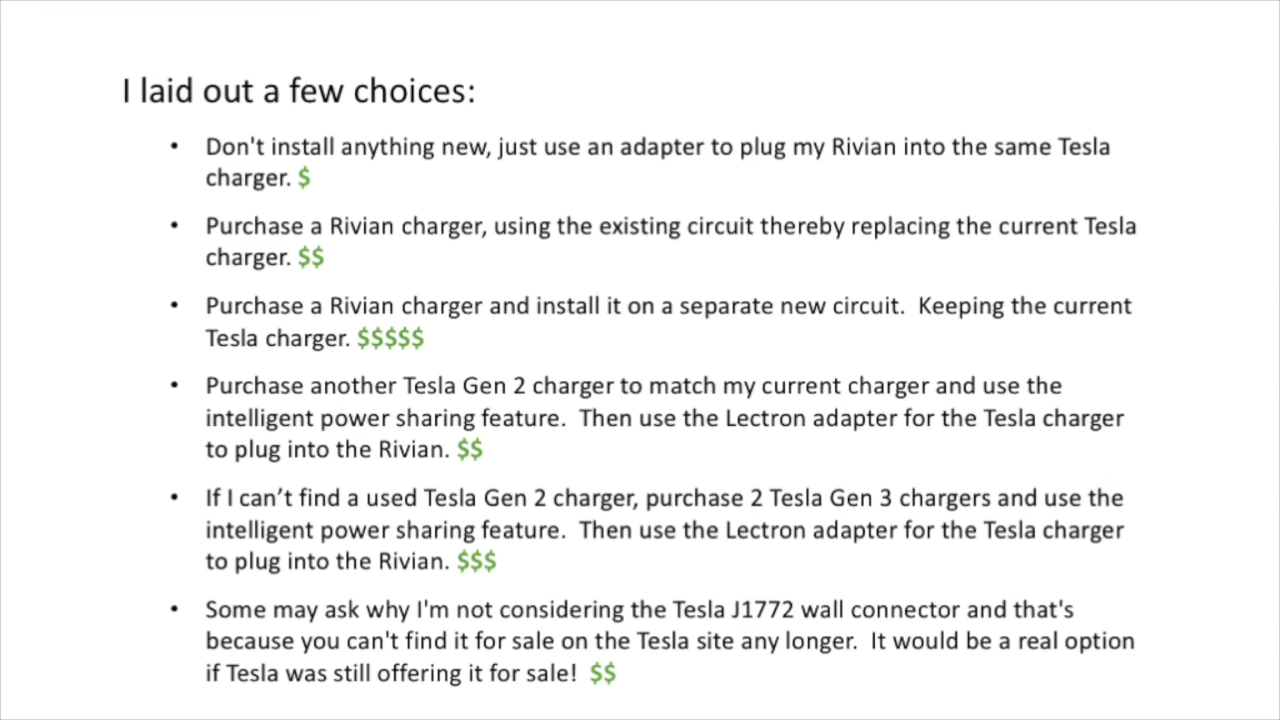 I laid out a few choices:
• Don't install anything new, just use an adapter to plug my Rivian into the same Tesla
charger. $
• Purchase a Rivian charger, using the existing circuit thereby replacing the current Tesla
charger. $$
• Purchase a Rivian charger and install it on a separate new circuit.  Keeping the current
Tesla charger. $$$$$
• Purchase another Tesla Gen 2 charger to match my current charger and use the
intelligent power sharing feature.  Then use the Lectron adapter for the Tesla charger
to plug into the Rivian. $$
• If I can’t find a used Tesla Gen 2 charger, purchase 2 Tesla Gen 3 chargers and use the
intelligent power sharing feature.  Then use the Lectron adapter for the Tesla charger
to plug into the Rivian. $$$
• Some may ask why I'm not considering the Tesla J1772 wall connector and that's
because you can't find it for sale on the Tesla site any longer.  It would be a real option
if Tesla was still offering it for sale!  $$